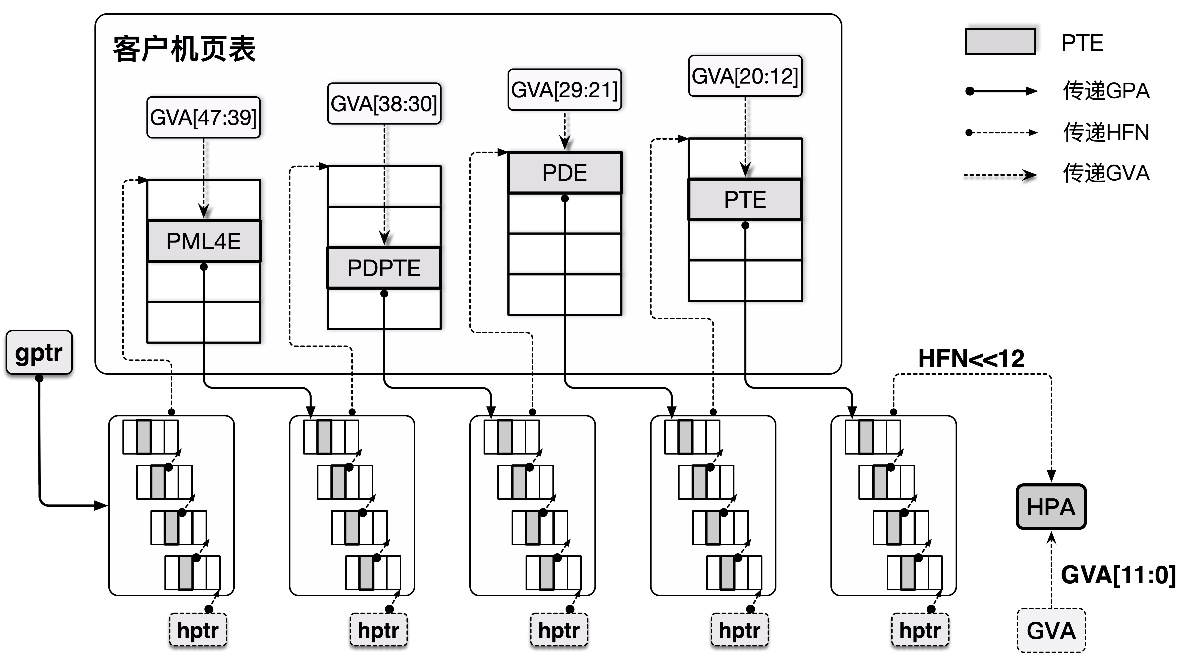 客户机页表
GVA[47:39]
GVA[38:30]
GVA[29:21]
GVA[20:12]
PML4E
PDPTE
PDE
PTE
PTE
传递GPA
传递HFN
传递GVA
gptr
HFN<<12
HPA
GVA[11:0]
GVA
hptr
hptr
hptr
hptr
hptr